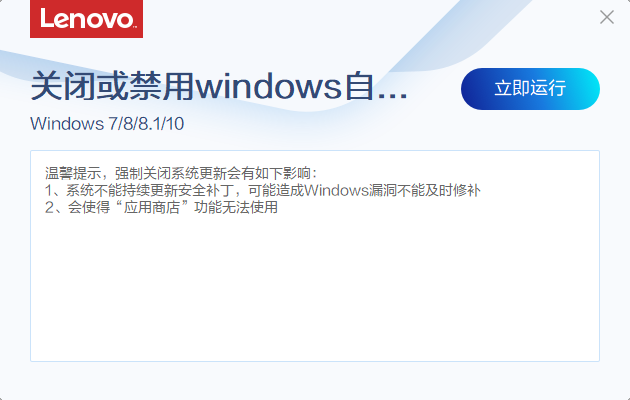 Lenovo
关闭或禁用windows自...
立即运行
Windows 7/8/8.1/10
温馨提示，强制关闭系统更新会有如下影响：
1、系统不能持续更新安全补丁，可能造成Windows漏洞不能及时修补
2、会使得“应用商店”功能无法使用